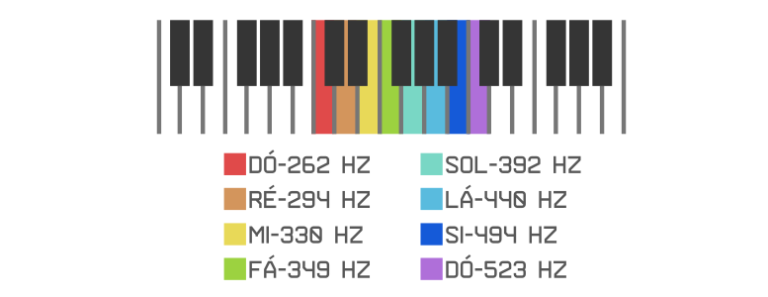 DÓ-262 HZ
RÉ-294 HZ
MI-330 HZ
FÁ-349 HZ
SOL-392 HZ
LÁ-440 HZ
SI-494 HZ
DÓ-523 HZ